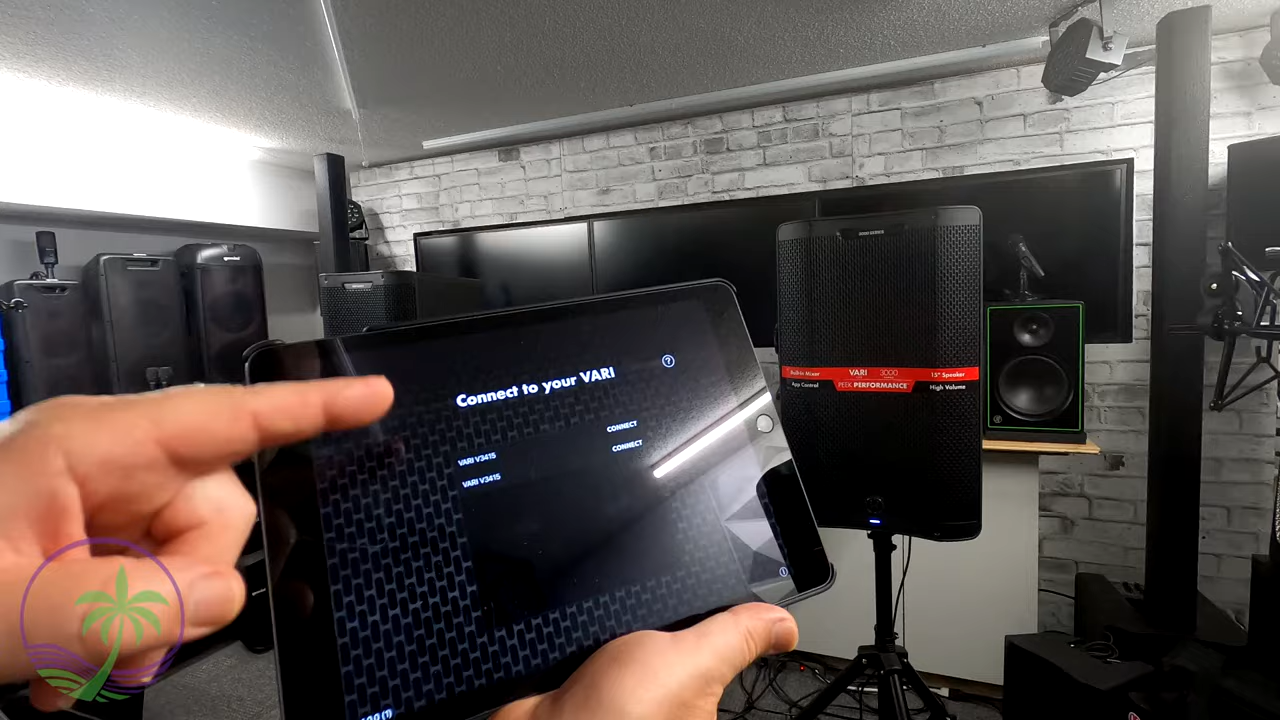 Connect to your VARI
?
CONNECT
VARI V3415
CONNECT
VARI V3415
Built-in Mixer
VARI
3000
15" Speaker
App Control
PEEK PERFORMANCE
High Volume